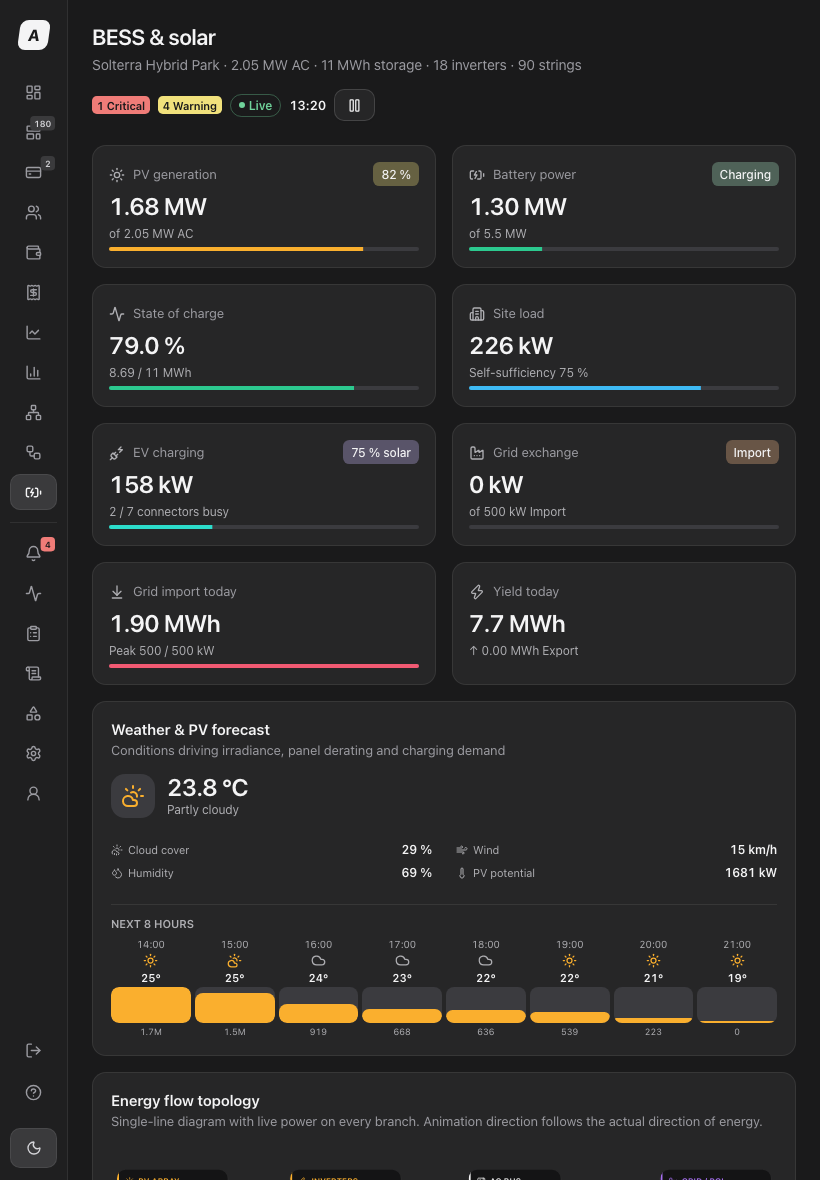 A
BESS & solar
Solterra Hybrid Park · 2.05 MW AC · 11 MWh storage · 18 inverters · 90 strings
1 Critical
4 Warning
Live
13:20
180
2
4
PV generation
82 %
1.68 MW
of 2.05 MW AC
Battery power
Charging
1.30 MW
of 5.5 MW
State of charge
79.0 %
8.69 / 11 MWh
Site load
226 kW
Self-sufficiency 75 %
EV charging
75 % solar
158 kW
2 / 7 connectors busy
Grid exchange
Import
0 kW
of 500 kW Import
Grid import today
1.90 MWh
Peak 500 / 500 kW
Yield today
7.7 MWh
↑ 0.00 MWh Export
Weather & PV forecast
Conditions driving irradiance, panel derating and charging demand
23.8 °C
Partly cloudy
Cloud cover 29 %
Wind 15 km/h
Humidity 69 %
PV potential 1681 kW
NEXT 8 HOURS
14:00 15:00 16:00 17:00 18:00 19:00 20:00 21:00
25° 25° 24° 23° 22° 22° 21° 19°
1.7M 1.5M 919 668 636 539 223 0
Energy flow topology
Single-line diagram with live power on every branch. Animation direction follows the actual direction of energy.